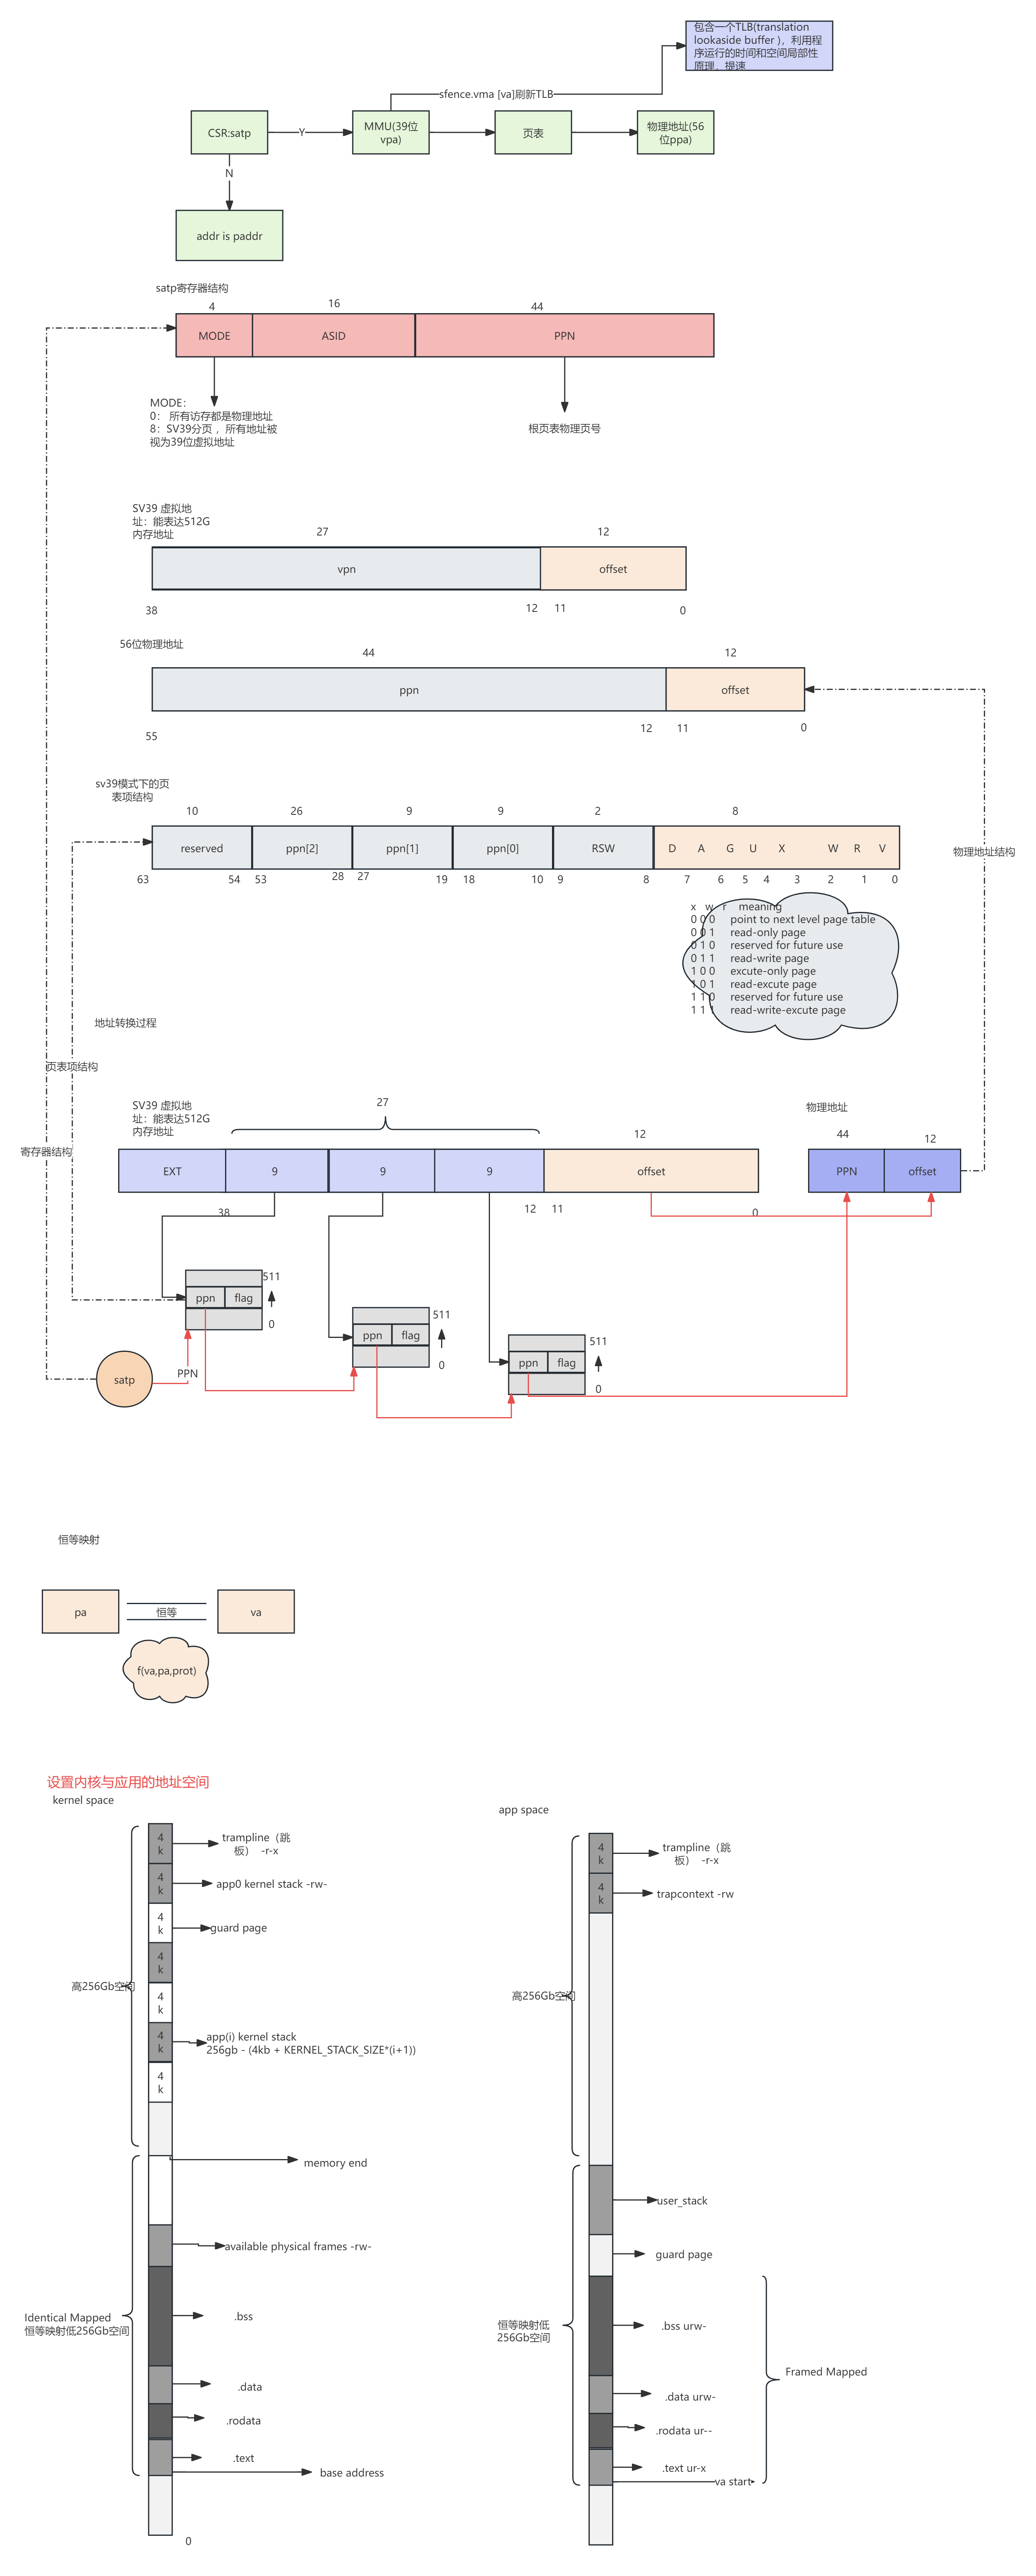 包含一个TLB(translation
lookaside buffer )，利用程
序运行的时间和空间局部性
原理，提速
sfence.vma [va]刷新TLB
CSR:satp
Y
MMU(39位
vpa)
页表
物理地址(56
位ppa)
N
addr is paddr
satp寄存器结构
4
16
44
MODE
ASID
PPN
MODE：
0： 所有访存都是物理地址
8：SV39分页 ，所有地址被
视为39位虚拟地址
根页表物理页号
SV39 虚拟地
址：能表达512G
内存地址
27
12
vpn
offset
38
12
11
0
56位物理地址
44
12
ppn
offset
55
12
11
0
sv39模式下的页
表项结构
10
26
9
9
2
8
reserved
ppn[2]
ppn[1]
ppn[0]
RSW
D
A
G
U
X
W
R
V
63
54
53
28
27
19
18
10
9
8
7
6
5
4
3
2
1
0
物理地址结构
x w r meaning
0 0 0 point to next level page table
0 0 1 read-only page
0 1 0 reserved for future use
0 1 1 read-write page
1 0 0 excute-only page
1 0 1 read-excute page
1 1 0 reserved for future use
1 1 1 read-write-excute page
地址转换过程
页表项结构
寄存器结构
SV39 虚拟地
址：能表达512G
内存地址
27
12
物理地址
44
12
EXT
9
9
9
offset
PPN
offset
38
12
11
0
511
ppn
flag
0
511
ppn
flag
0
511
ppn
flag
0
satp
PPN
恒等映射
pa
恒等
va
f(va,pa,prot)
设置内核与应用的地址空间
kernel space
4
k
trampline（跳
板） -r-x
4
k
app0 kernel stack -rw-
4
k
guard page
4
k
高256Gb空间
4
k
4
k
app(i) kernel stack
256gb - (4kb + KERNEL_STACK_SIZE*(i+1))
4
k
memory end
available physical frames -rw-
Identical Mapped
恒等映射低256Gb空间
.bss
.data
.rodata
.text
base address
0
app space
4
k
trampline（跳
板） -r-x
4
k
trapcontext -rw
高256Gb空间
user_stack
guard page
恒等映射低
256Gb空间
.bss urw-
Framed Mapped
.data urw-
.rodata ur--
.text ur-x
va start